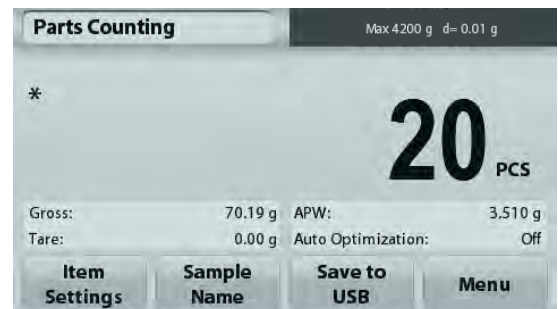 Parts Counting
Max 4200 g d= 0.01 g
*
20 PCS
Gross: 70.19 g APW: 3.510 g
Tare: 0.00 g Auto Optimization: Off
Item Settings
Sample Name
Save to USB
Menu